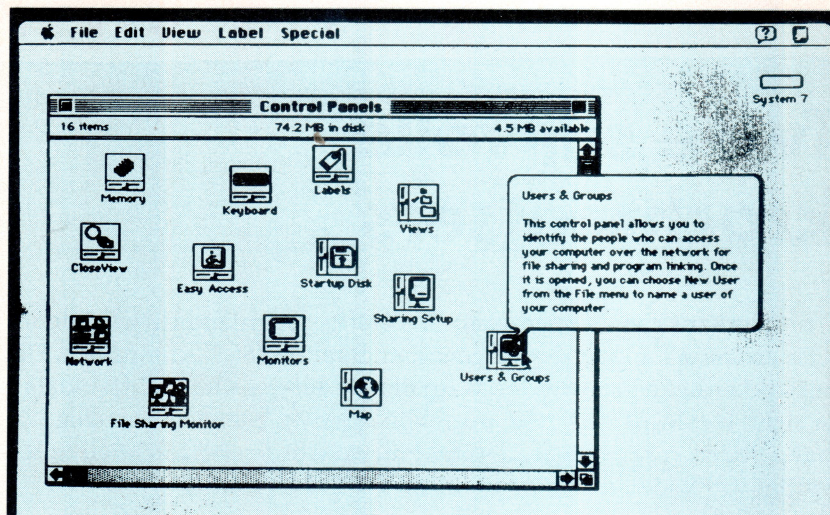 File Edit View Label Special
System 7
Control Panels
16 items 74.2 MB in disk 4.5 MB available
Memory
Keyboard
Labels
Views
CloseView
Easy Access
Startup Disk
Sharing Setup
Network
Monitors
Users & Groups
File Sharing Monitor
Map
Users & Groups
This control panel allows you to
identify the people who can access
your computer over the network for
file sharing and program linking. Once
it is opened, you can choose New User
from the File menu to name a user of
your computer.